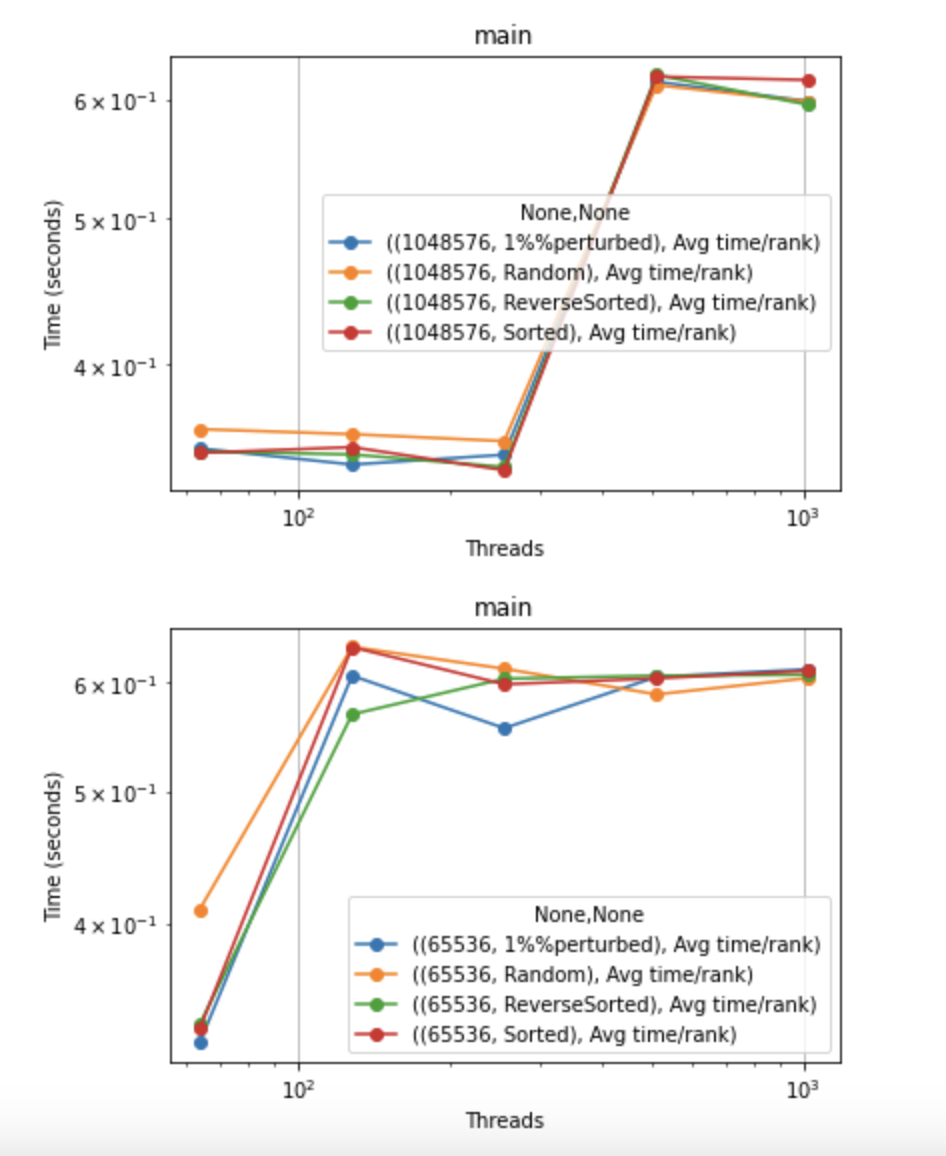 main
6 × 10⁻¹
5 × 10⁻¹
4 × 10⁻¹
Time (seconds)
None,None
((1048576, 1%%perturbed), Avg time/rank)
((1048576, Random), Avg time/rank)
((1048576, ReverseSorted), Avg time/rank)
((1048576, Sorted), Avg time/rank)
10²
10³
Threads
main
6 × 10⁻¹
5 × 10⁻¹
4 × 10⁻¹
Time (seconds)
None,None
((65536, 1%%perturbed), Avg time/rank)
((65536, Random), Avg time/rank)
((65536, ReverseSorted), Avg time/rank)
((65536, Sorted), Avg time/rank)
10²
10³
Threads